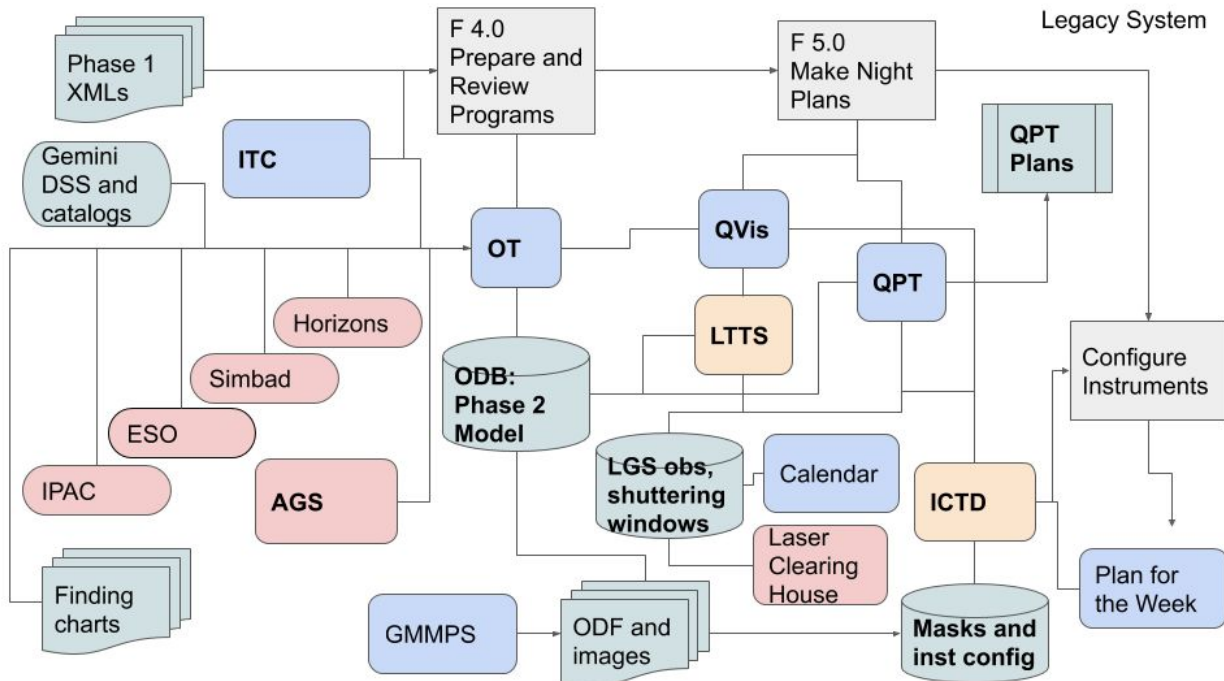 Legacy System
Phase 1
XMLs
F 4.0
Prepare and
Review
Programs
F 5.0
Make Night
Plans
QPT
Plans
ITC
Gemini
DSS and
catalogs
OT
QVis
QPT
LTTS
Horizons
Simbad
ESO
IPAC
AGS
ODB:
Phase 2
Model
Configure
Instruments
LGS obs,
shuttering
windows
Calendar
ICTD
Laser
Clearing
House
Plan for
the Week
Finding
charts
GMMPS
ODF and
images
Masks and
inst config